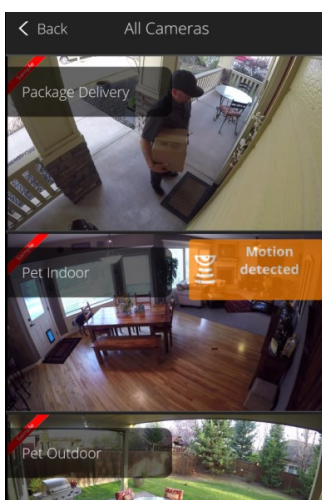 Back
All Cameras
Package Delivery
Pet Indoor
Motion
detected
Pet Outdoor